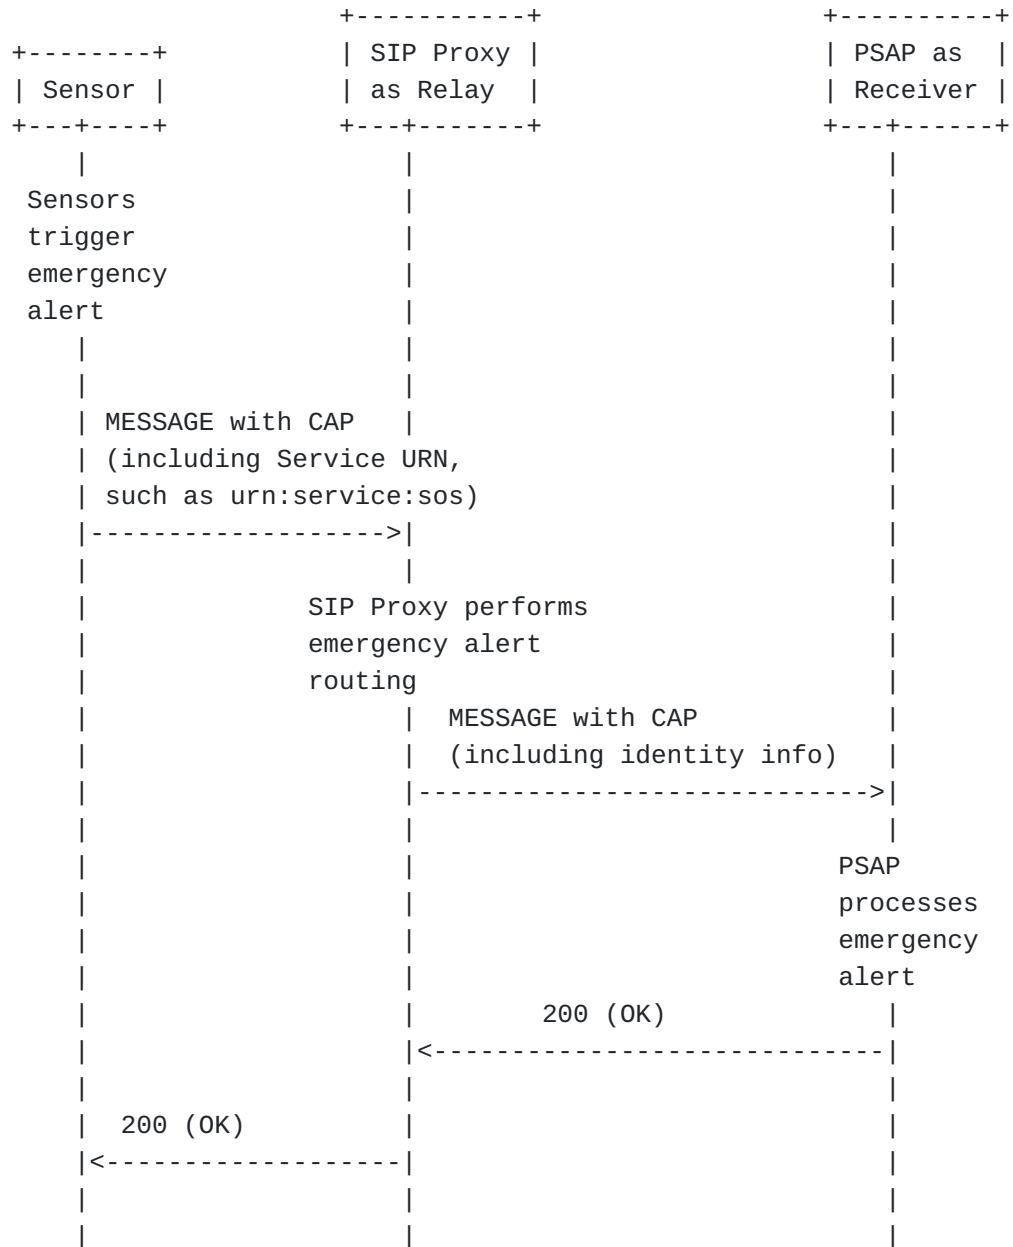 SIP Proxy
PSAP as
Sensor
as Relay
Receiver
Sensors
trigger
emergency
alert
MESSAGE with CAP
(including Service URN,
such as urn:service:sos)
SIP Proxy performs
emergency alert
routing
MESSAGE with CAP
(including identity info)
PSAP
processes
emergency
alert
200 (OK)
200 (OK)